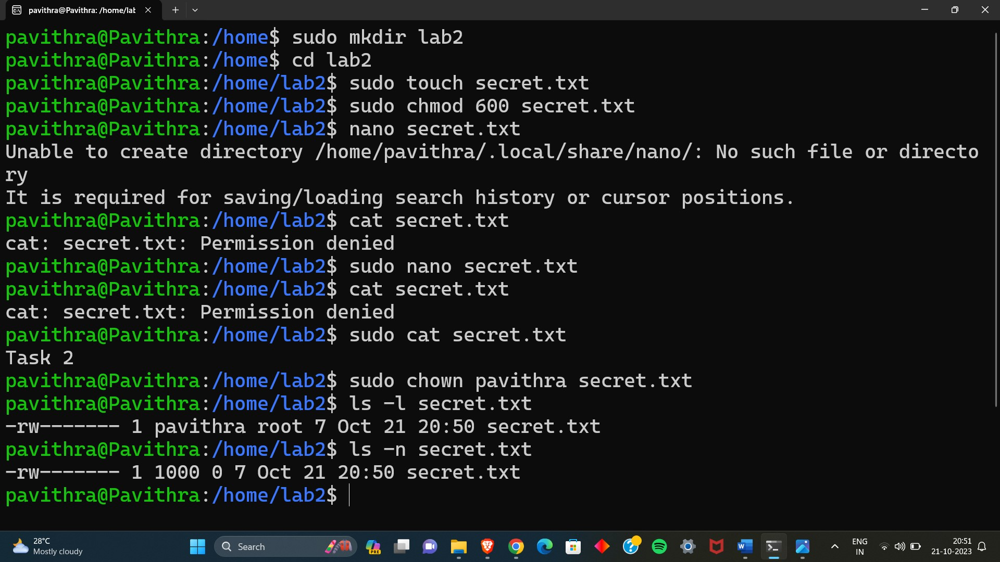 pavithra@Pavithra: /home/lab
pavithra@Pavithra:/home$ sudo mkdir lab2
pavithra@Pavithra:/home$ cd lab2
pavithra@Pavithra:/home/lab2$ sudo touch secret.txt
pavithra@Pavithra:/home/lab2$ sudo chmod 600 secret.txt
pavithra@Pavithra:/home/lab2$ nano secret.txt
Unable to create directory /home/pavithra/.local/share/nano/: No such file or directo
ry
It is required for saving/loading search history or cursor positions.
pavithra@Pavithra:/home/lab2$ cat secret.txt
cat: secret.txt: Permission denied
pavithra@Pavithra:/home/lab2$ sudo nano secret.txt
pavithra@Pavithra:/home/lab2$ cat secret.txt
cat: secret.txt: Permission denied
pavithra@Pavithra:/home/lab2$ sudo cat secret.txt
Task 2
pavithra@Pavithra:/home/lab2$ sudo chown pavithra secret.txt
pavithra@Pavithra:/home/lab2$ ls -l secret.txt
-rw------- 1 pavithra root 7 Oct 21 20:50 secret.txt
pavithra@Pavithra:/home/lab2$ ls -n secret.txt
-rw------- 1 1000 0 7 Oct 21 20:50 secret.txt
pavithra@Pavithra:/home/lab2$
28°C
Mostly cloudy
Search
PRE
ENG
IN
20:51
21-10-2023